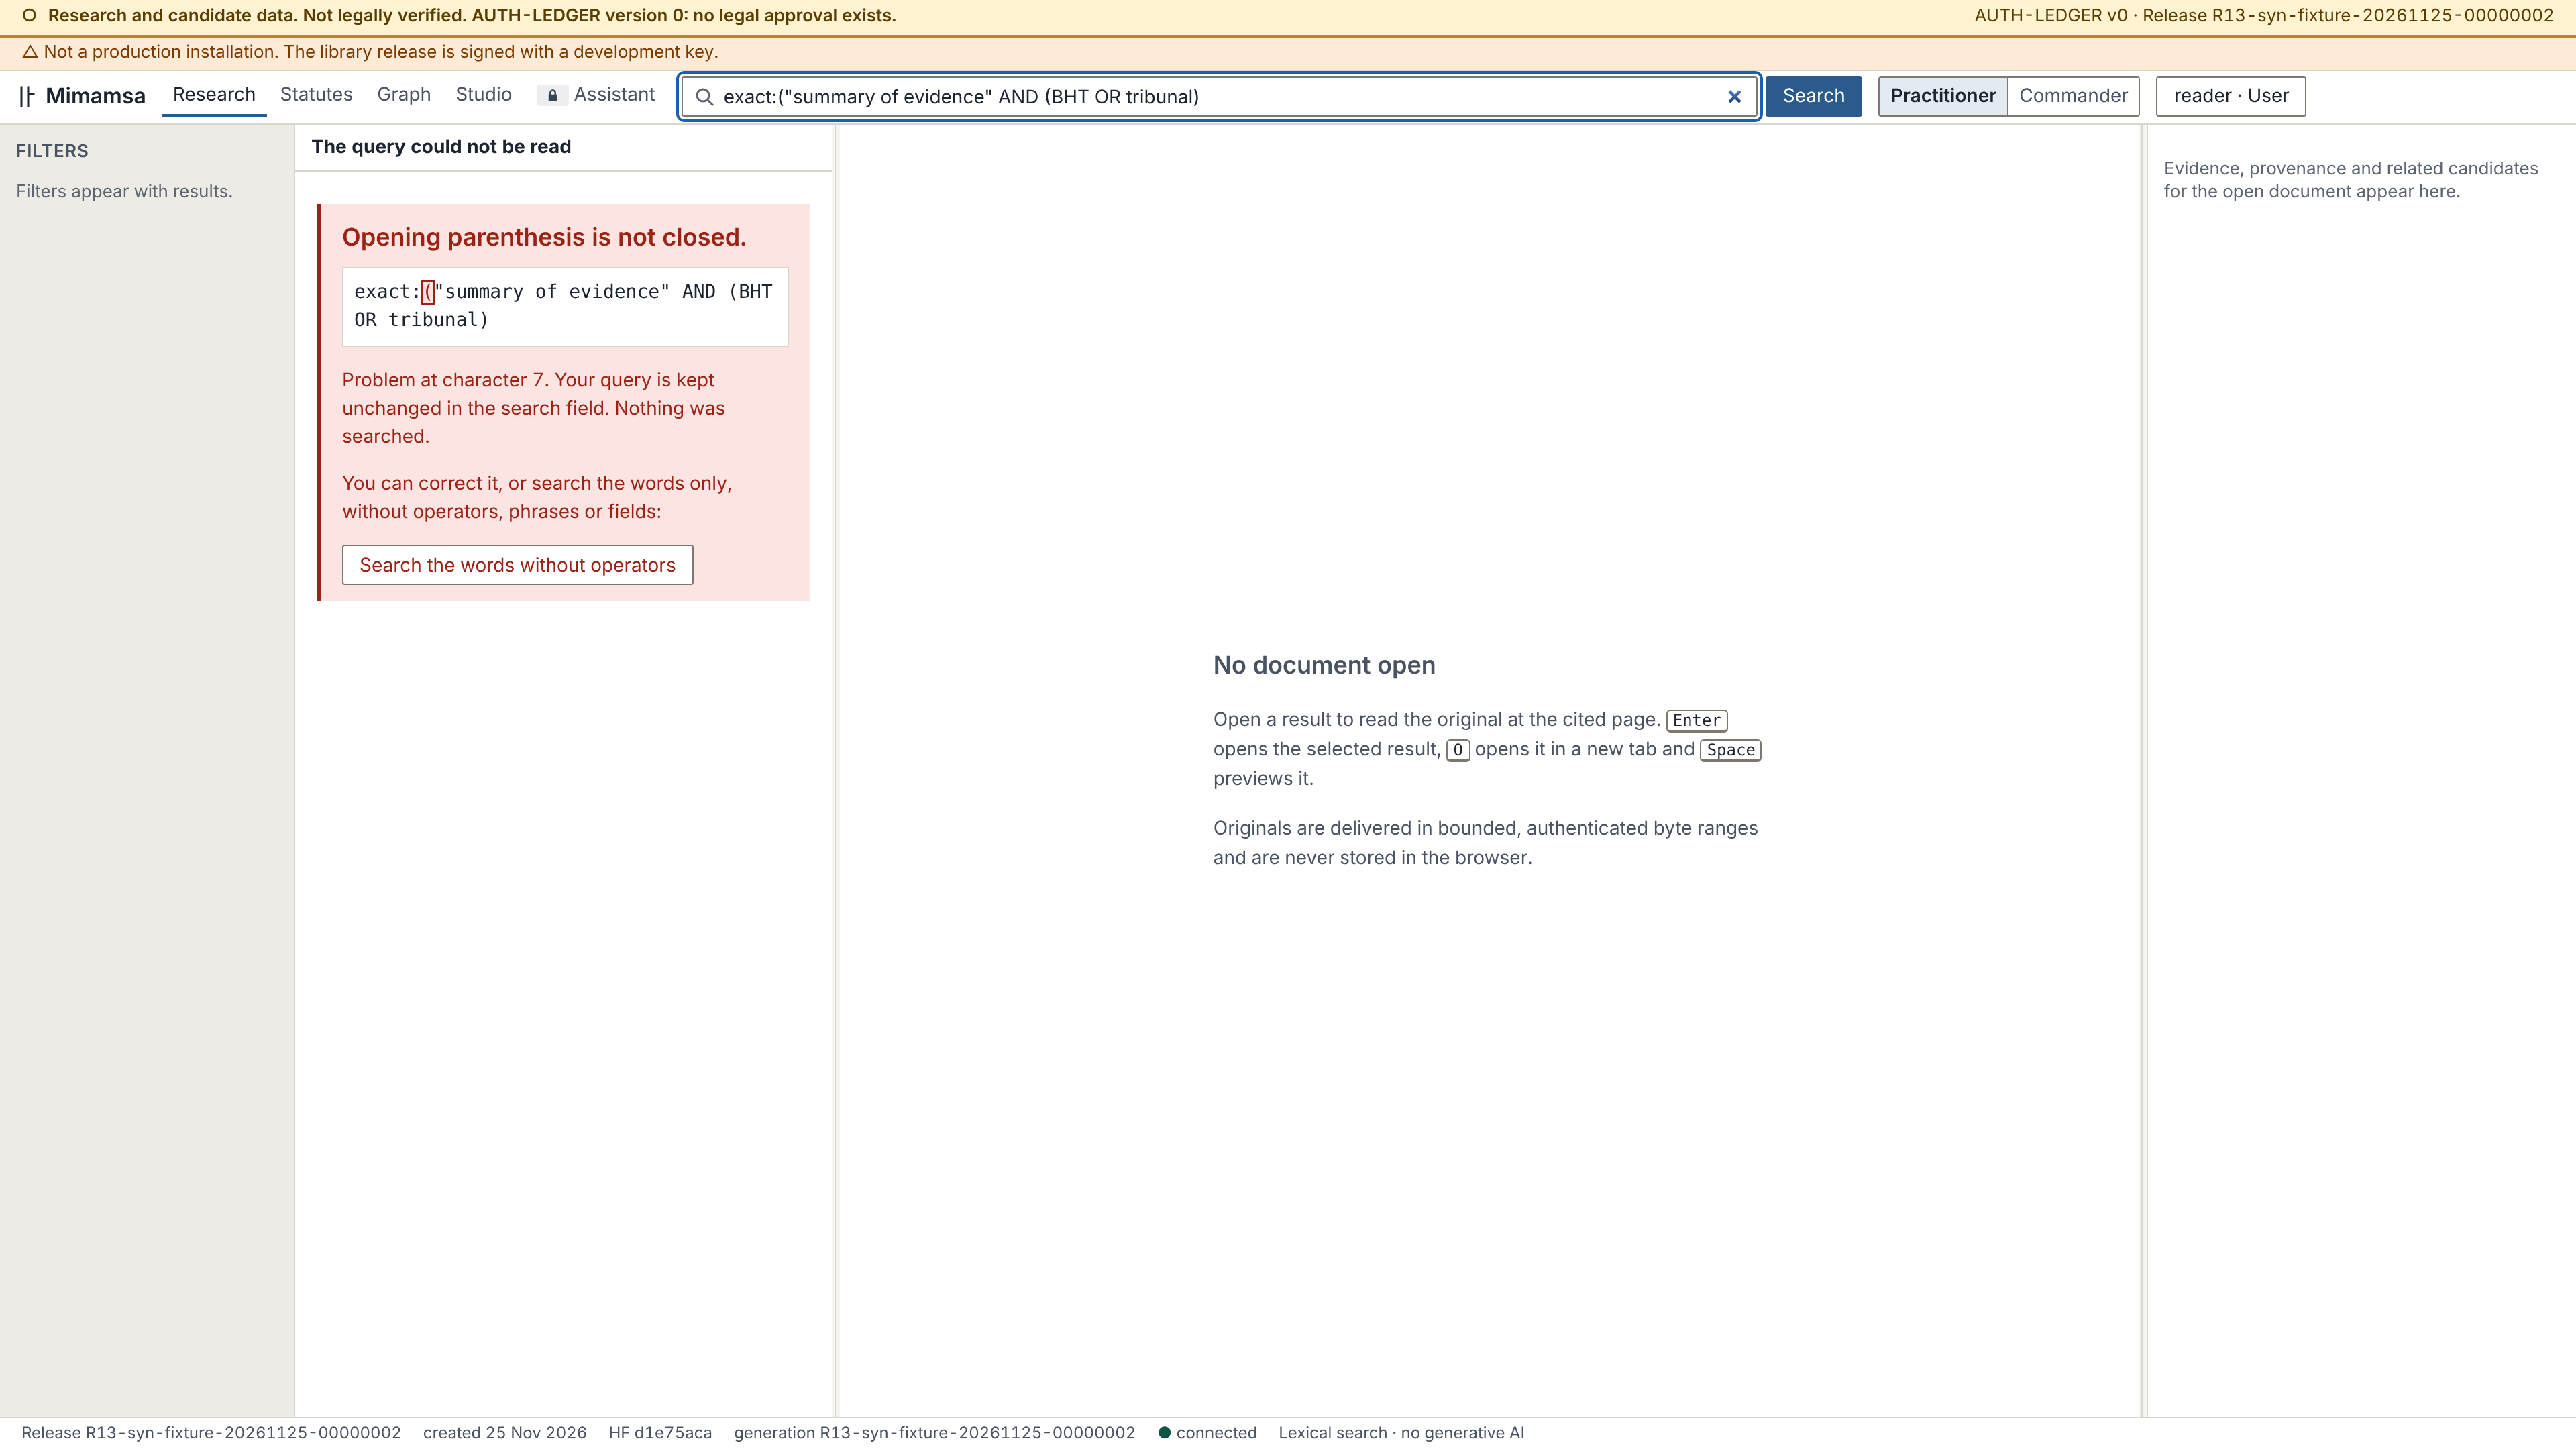 Research and candidate data. Not legally verified. AUTH-LEDGER version 0: no legal approval exists.
AUTH-LEDGER v0 · Release R13-syn-fixture-20261125-00000002
Not a production installation. The library release is signed with a development key.
Mimamsa
Research
Statutes
Graph
Studio
Assistant
exact:("summary of evidence" AND (BHT OR tribunal)
Search
Practitioner
Commander
reader · User
FILTERS
Filters appear with results.
The query could not be read
Opening parenthesis is not closed.
exact:("summary of evidence" AND (BHT
OR tribunal)
Problem at character 7. Your query is kept
unchanged in the search field. Nothing was
searched.
You can correct it, or search the words only,
without operators, phrases or fields:
Search the words without operators
No document open
Open a result to read the original at the cited page. Enter
opens the selected result, O opens it in a new tab and Space
previews it.
Originals are delivered in bounded, authenticated byte ranges
and are never stored in the browser.
Evidence, provenance and related candidates
for the open document appear here.
Release R13-syn-fixture-20261125-00000002
created 25 Nov 2026
HF d1e75aca
generation R13-syn-fixture-20261125-00000002
connected
Lexical search · no generative AI